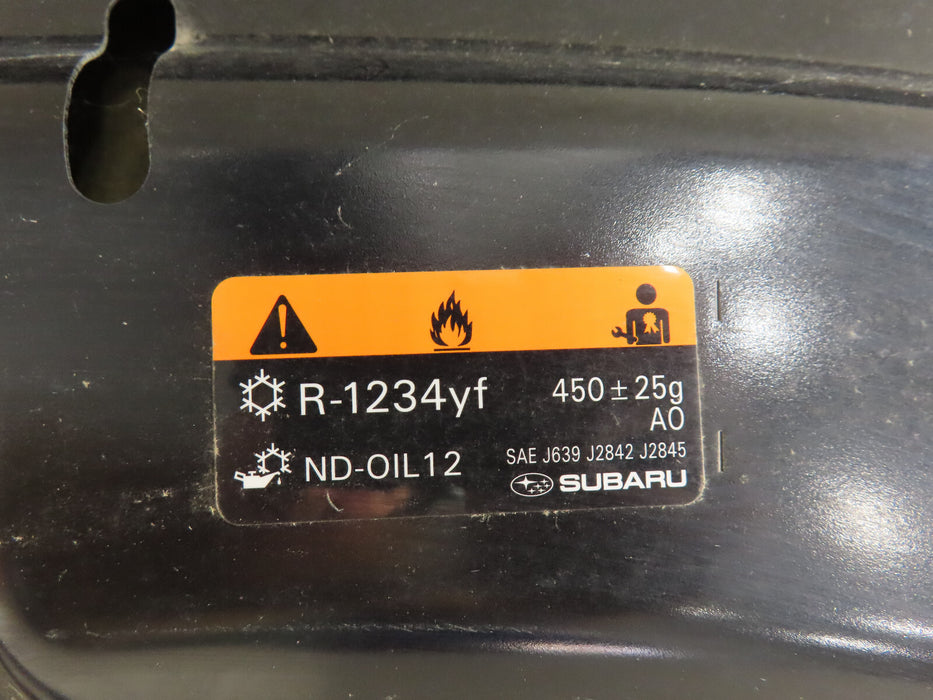 R-1234yf 450 ± 25g
AO
ND-OIL12 SAE J639 J2842 J2845
SUBARU